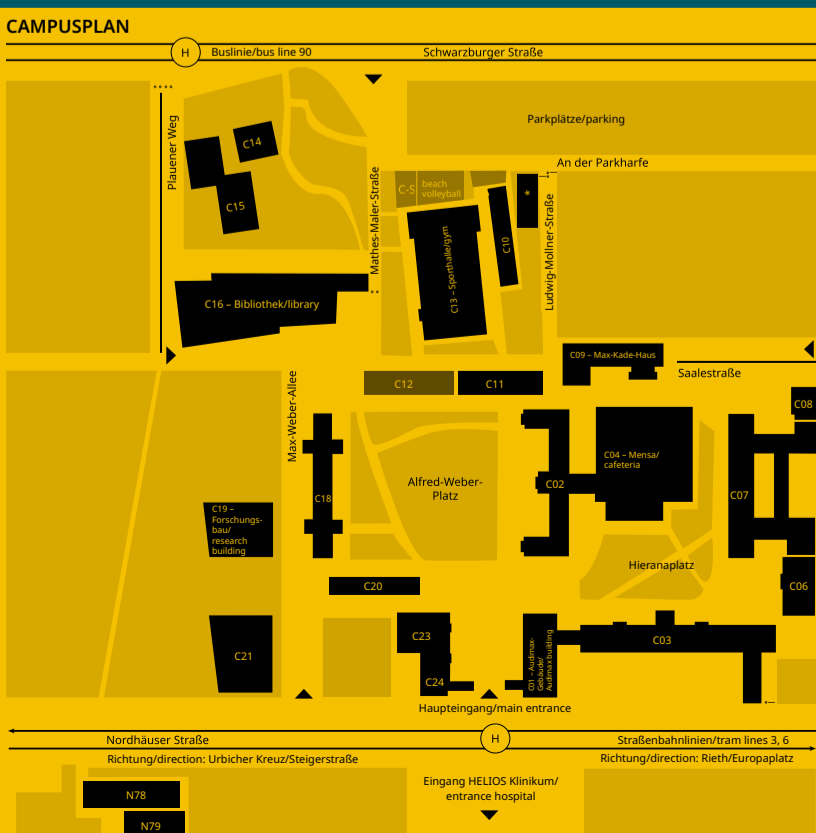 CAMPUSPLAN
H
Buslinie/bus line 90
Schwarzburger Straße
Parkplätze/parking
An der Parkharfe
Plauener Weg
C14
C15
Mathes-Maler-Straße
C-S
beach
volleyball
*
C10
C13 – Sporthalle/gym
Ludwig-Mollner-Straße
C16 – Bibliothek/library
C09 – Max-Kade-Haus
Saalestraße
Max-Weber-Allee
C12
C11
C08
C04 – Mensa/
cafeteria
Alfred-Weber-
Platz
C02
C18
C07
C19 –
Forschungs-
bau/
research
building
Hieranaplatz
C20
C06
C23
C03
C21
C24
C01 – Audimax-
Gebäude/
Audimax building
Haupteingang/main entrance
Nordhäuser Straße
H
Straßenbahnlinien/tram lines 3, 6
Richtung/direction: Urbicher Kreuz/Steigerstraße
Richtung/direction: Rieth/Europaplatz
Eingang HELIOS Klinikum/
entrance hospital
N78
N79